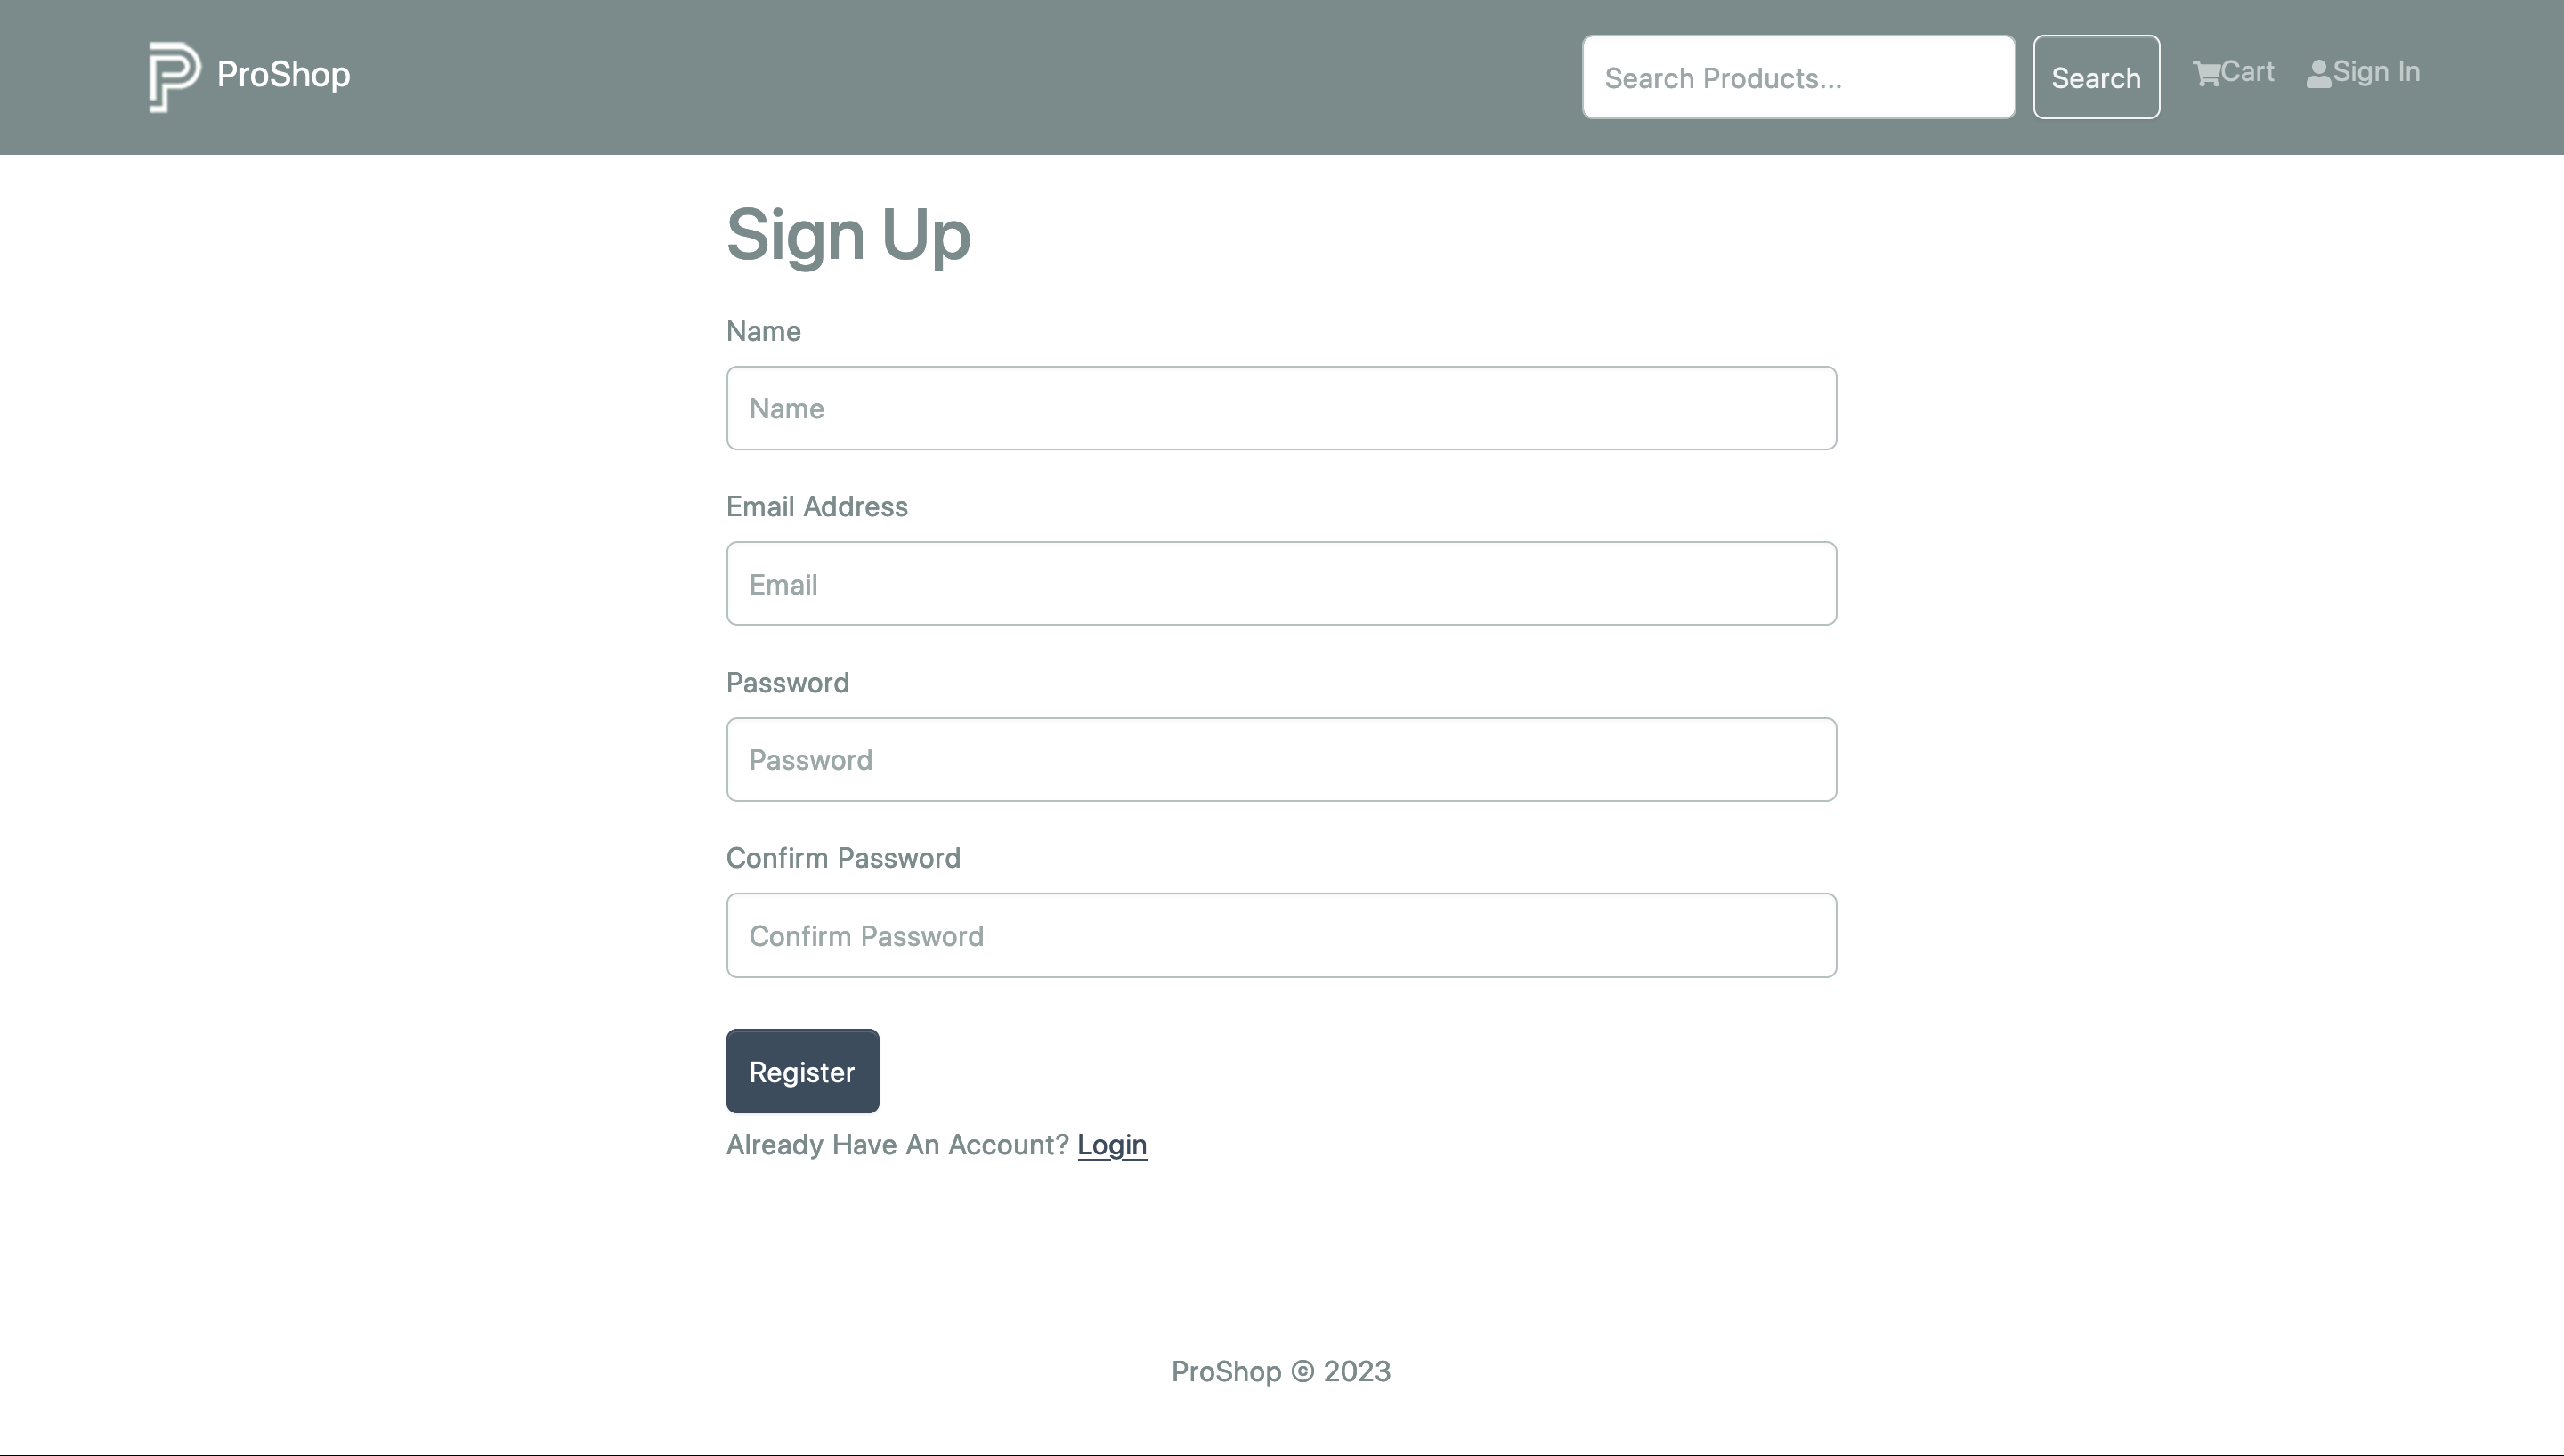 ProShop
Search Products...
Search
Cart
Sign In
Sign Up
Name
Name
Email Address
Email
Password
Password
Confirm Password
Confirm Password
Register
Already Have An Account? Login
ProShop © 2023